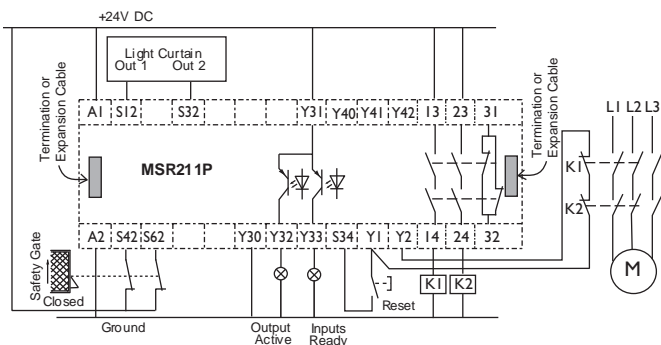 +24V DC
Light Curtain
Out 1 Out 2
Termination or
Expansion Cable
A1 S12 S32 Y31 Y40 Y41 Y42 13 23 31
L1 L2 L3
Termination or
Expansion Cable
MSR211P
K1
K2
A2 S42 S62 Y30 Y32 Y33 S34 Y1 Y2 14 24 32
M
Safety Gate
Closed
K1 K2
Reset
Ground
Output
Active
Inputs
Ready